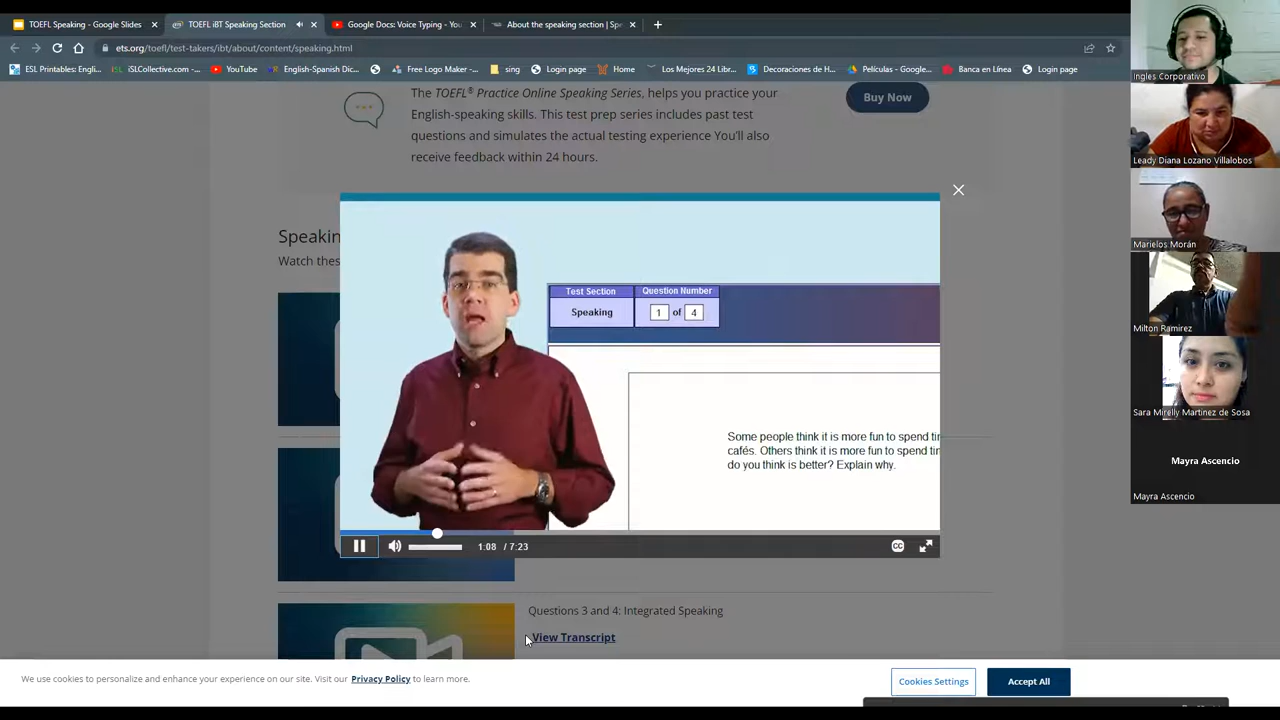 TOEFL Speaking - Google Slides
TOEFL iBT Speaking Section
Google Docs: Voice Typing - You
About the speaking section | Sp
ets.org/toefl/test-takers/ibt/about/content/speaking.html
ESL Printables: Engli...
iSLCollective.com -...
YouTube
English-Spanish Dic...
Free Logo Maker -...
sing
Login page
Home
Los Mejores 24 Libr...
Decoraciones de H...
Películas - Google...
Banca en Línea
Login page
The TOEFL® Practice Online Speaking Series, helps you practice your
English-speaking skills. This test prep series includes past test
questions and simulates the actual testing experience You'll also
receive feedback within 24 hours.
Buy Now
Speakin
Watch thes
Test Section
Question Number
Speaking
1 of 4
Some people think it is more fun to spend ti
cafés. Others think it is more fun to spend ti
do you think is better? Explain why.
1:08 / 7:23
CC
Questions 3 and 4: Integrated Speaking
View Transcript
We use cookies to personalize and enhance your experience on our site. Visit our Privacy Policy to learn more.
Cookies Settings
Accept All
Ingles Corporativo
Leady Diana Lozano Villalobos
Marielos Morán
Milton Ramirez
Sara Mirelly Martinez de Sosa
Mayra Ascencio
Mayra Ascencio